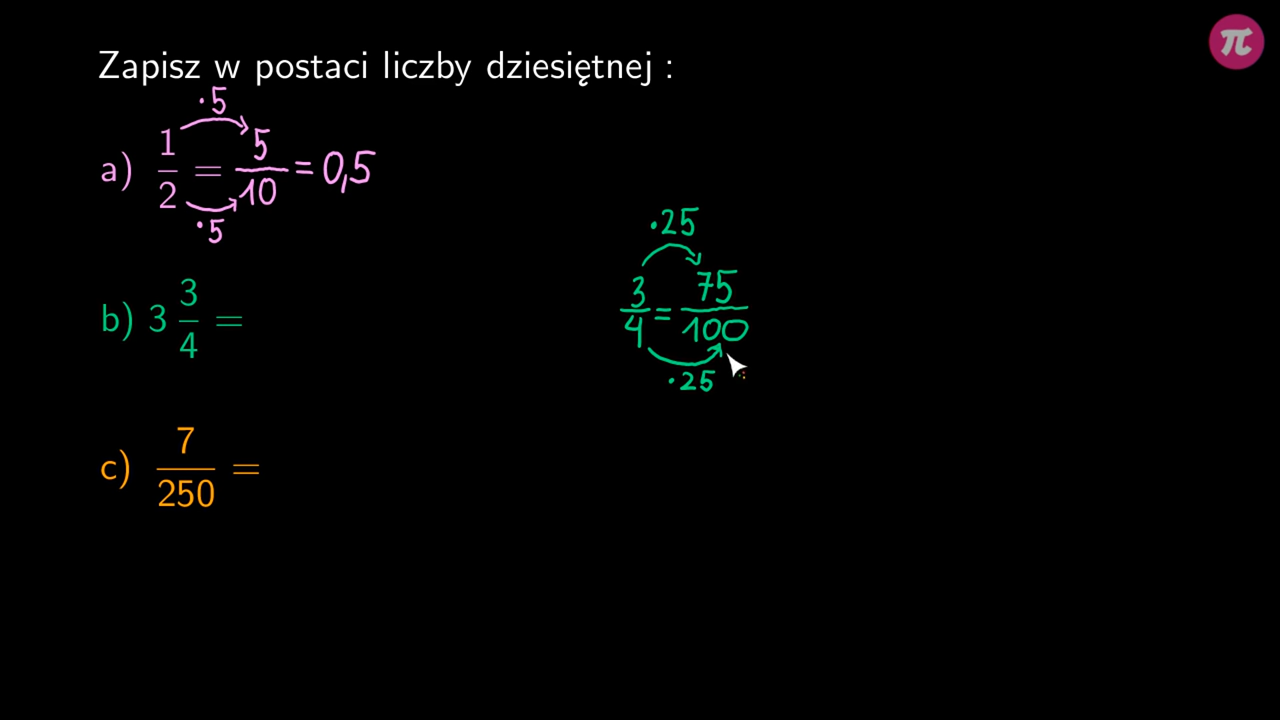 π
Zapisz w postaci liczby dziesiętnej :
·5
a) 1/2 = 5/10 = 0,5
·5
·25
b) 3 3/4 =
3/4 = 75/100
·25
c) 7/250 =